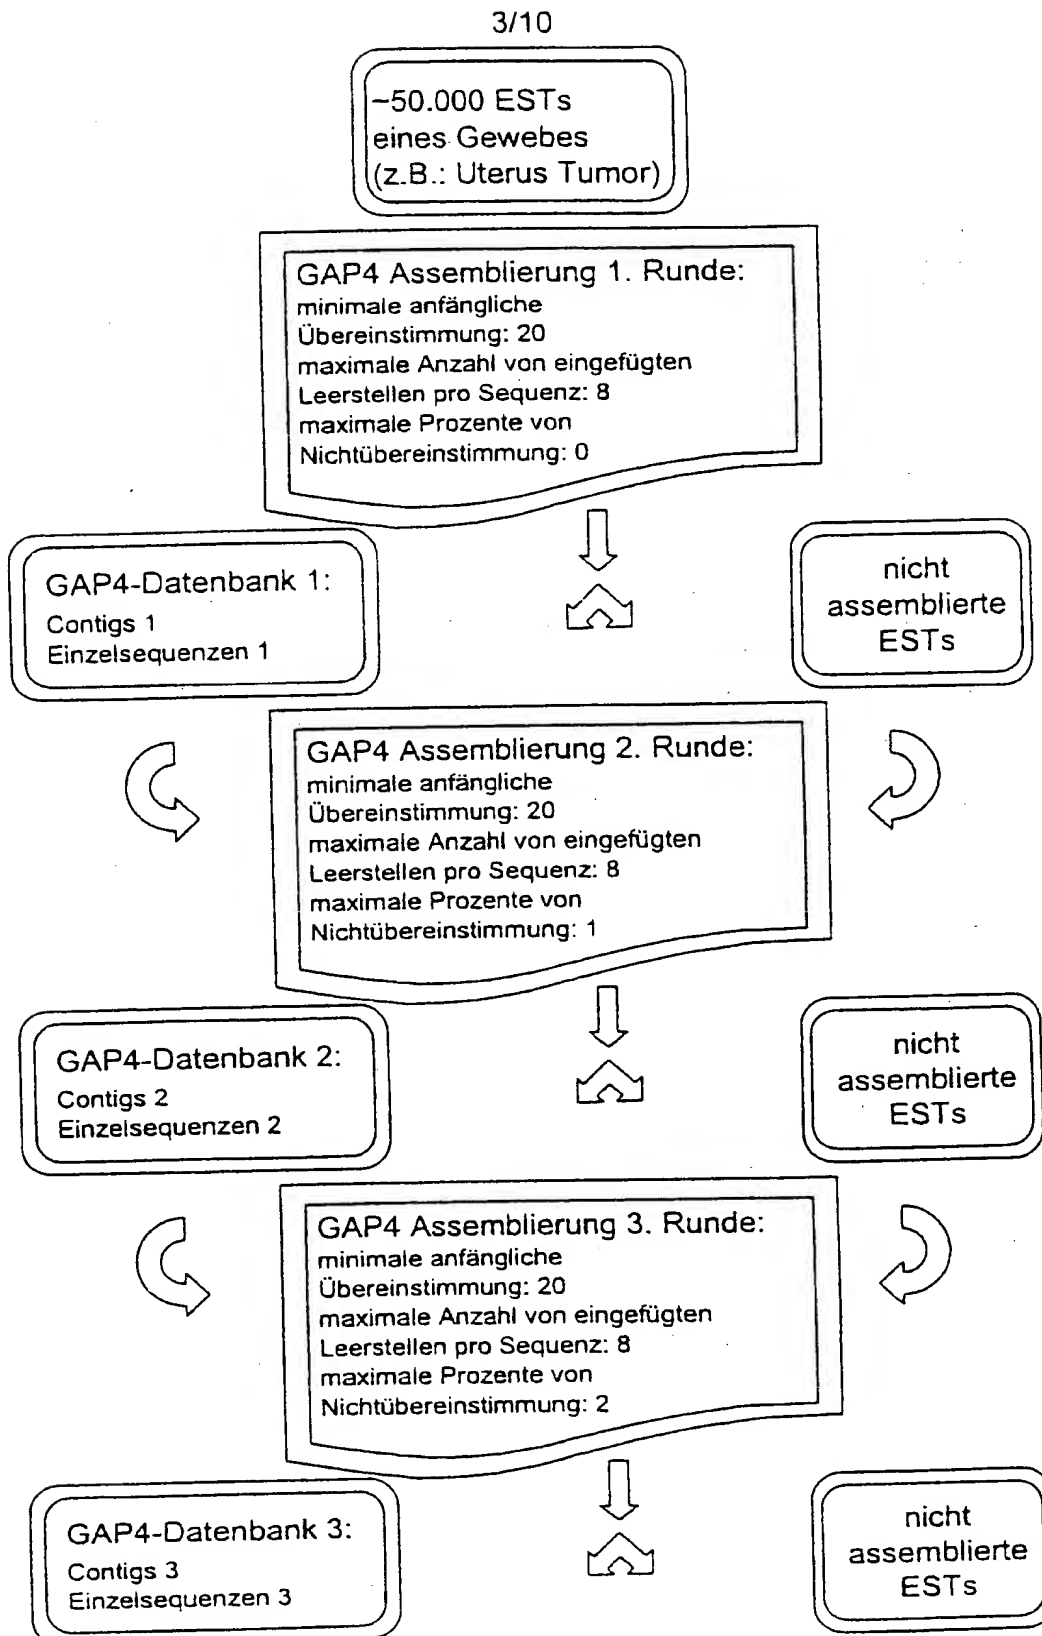 3/10
~50.000 ESTs
eines Gewebes
(z.B.: Uterus Tumor)
GAP4 Assemblierung 1. Runde:
minimale anfängliche
Übereinstimmung: 20
maximale Anzahl von eingefügten
Leerstellen pro Sequenz: 8
maximale Prozente von
Nichtübereinstimmung: 0
GAP4-Datenbank 1:
Contigs 1
Einzelsequenzen 1
nicht
assemblierte
ESTs
GAP4 Assemblierung 2. Runde:
minimale anfängliche
Übereinstimmung: 20
maximale Anzahl von eingefügten
Leerstellen pro Sequenz: 8
maximale Prozente von
Nichtübereinstimmung: 1
GAP4-Datenbank 2:
Contigs 2
Einzelsequenzen 2
nicht
assemblierte
ESTs
GAP4 Assemblierung 3. Runde:
minimale anfängliche
Übereinstimmung: 20
maximale Anzahl von eingefügten
Leerstellen pro Sequenz: 8
maximale Prozente von
Nichtübereinstimmung: 2
GAP4-Datenbank 3:
Contigs 3
Einzelsequenzen 3
nicht
assemblierte
ESTs